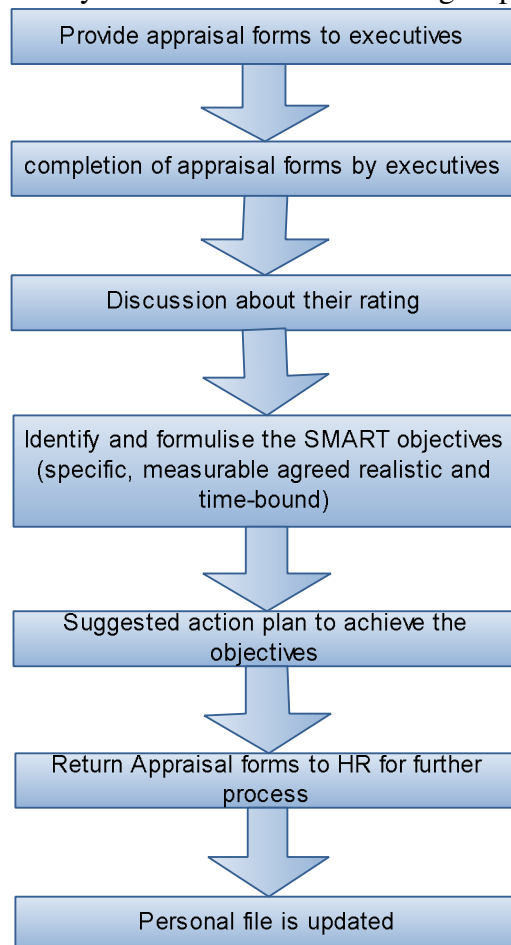 Provide appraisal forms to executives
completion of appraisal forms by executives
Discussion about their rating
Identify and formulise the SMART objectives
(specific, measurable agreed realistic and
time-bound)
Suggested action plan to achieve the
objectives
Return Appraisal forms to HR for further
process
Personal file is updated